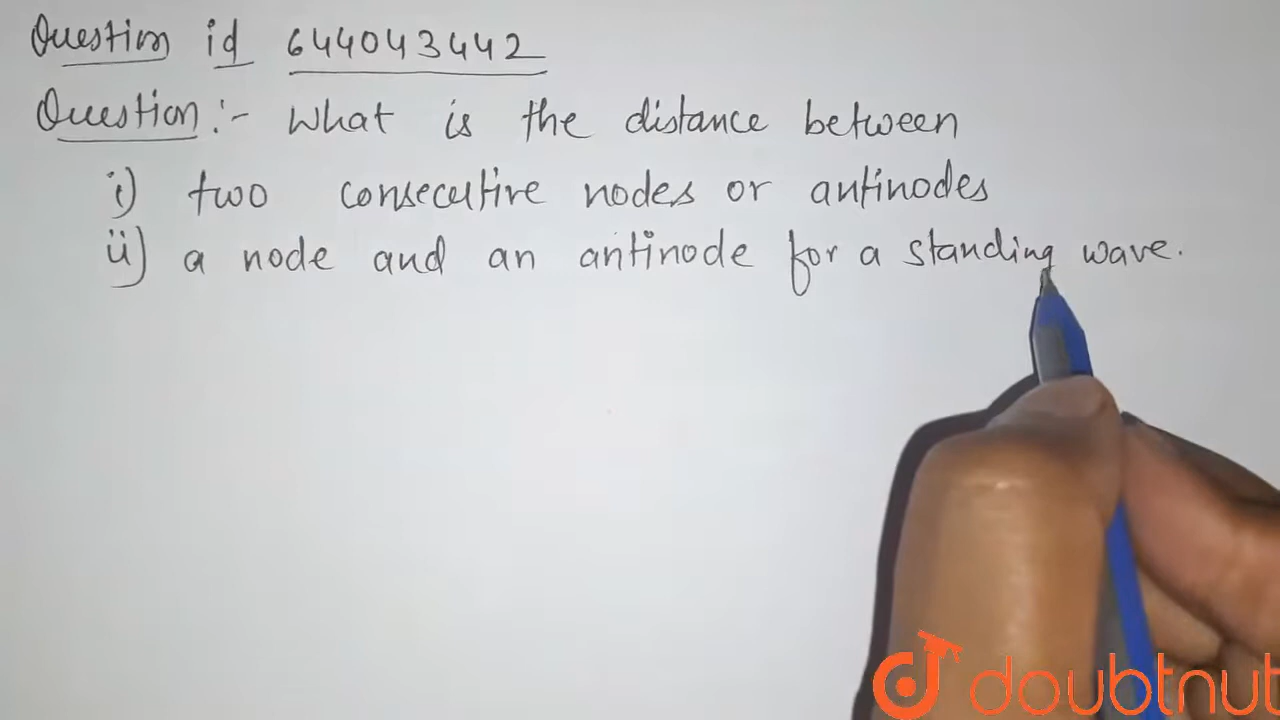 Question id 644043442
Question:- What is the distance between
i) two consecutive nodes or antinodes
ii) a node and an antinode for a standing wave.
doubtnut